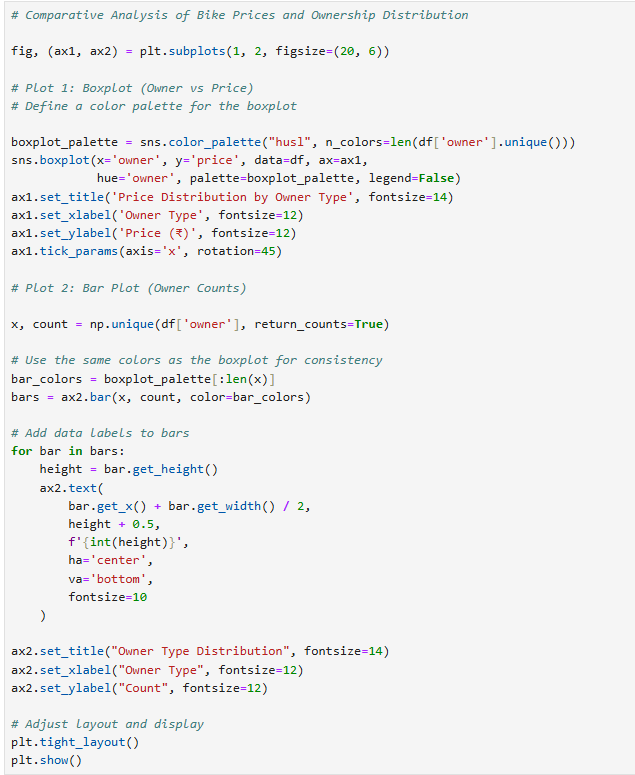 # Comparative Analysis of Bike Prices and Ownership Distribution
fig, (ax1, ax2) = plt.subplots(1, 2, figsize=(20, 6))
# Plot 1: Boxplot (Owner vs Price)
# Define a color palette for the boxplot
boxplot_palette = sns.color_palette("husl", n_colors=len(df['owner'].unique()))
sns.boxplot(x='owner', y='price', data=df, ax=ax1,
            hue='owner', palette=boxplot_palette, legend=False)
ax1.set_title('Price Distribution by Owner Type', fontsize=14)
ax1.set_xlabel('Owner Type', fontsize=12)
ax1.set_ylabel('Price (₹)', fontsize=12)
ax1.tick_params(axis='x', rotation=45)
# Plot 2: Bar Plot (Owner Counts)
x, count = np.unique(df['owner'], return_counts=True)
# Use the same colors as the boxplot for consistency
bar_colors = boxplot_palette[:len(x)]
bars = ax2.bar(x, count, color=bar_colors)
# Add data labels to bars
for bar in bars:
    height = bar.get_height()
    ax2.text(
        bar.get_x() + bar.get_width() / 2,
        height + 0.5,
        f'{int(height)}',
        ha='center',
        va='bottom',
        fontsize=10
    )
ax2.set_title("Owner Type Distribution", fontsize=14)
ax2.set_xlabel("Owner Type", fontsize=12)
ax2.set_ylabel("Count", fontsize=12)
# Adjust layout and display
plt.tight_layout()
plt.show()